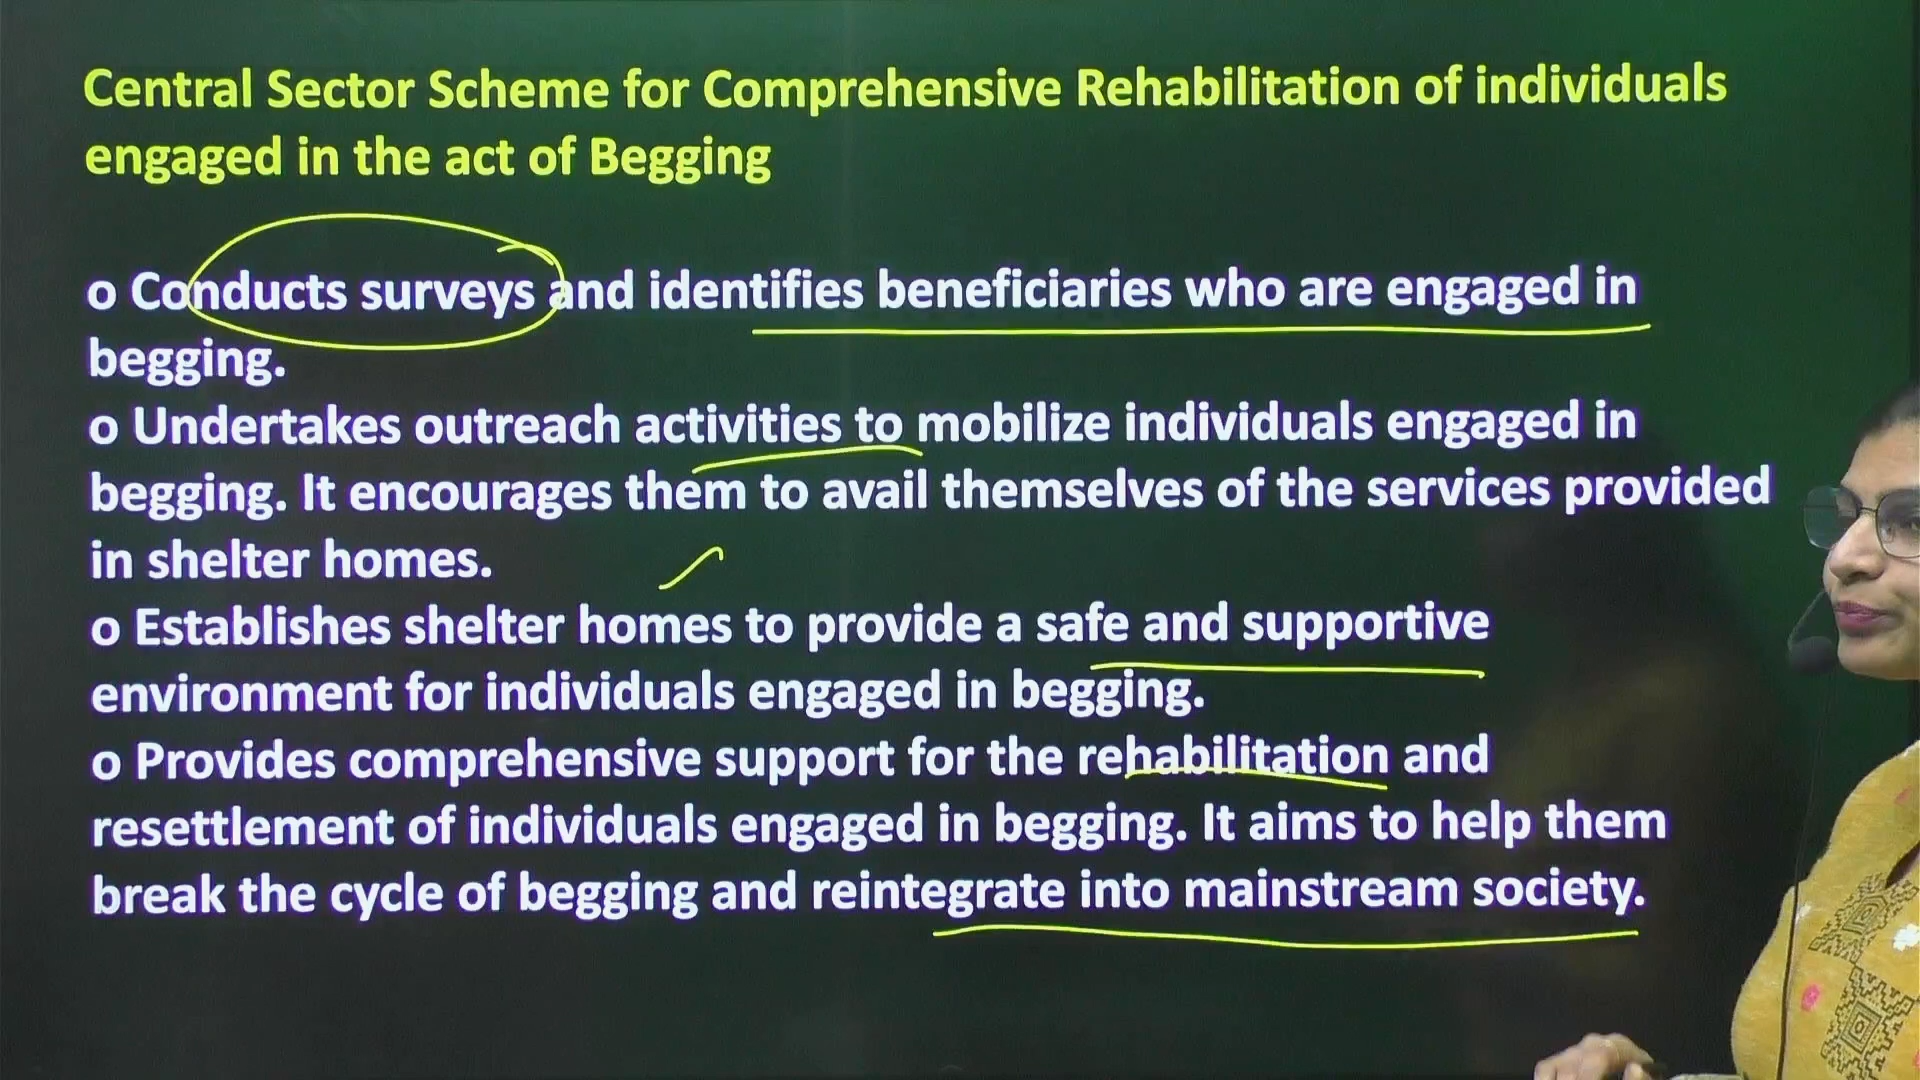 Central Sector Scheme for Comprehensive Rehabilitation of individuals
engaged in the act of Begging
o Conducts surveys and identifies beneficiaries who are engaged in
begging.
o Undertakes outreach activities to mobilize individuals engaged in
begging. It encourages them to avail themselves of the services provided
in shelter homes.
o Establishes shelter homes to provide a safe and supportive
environment for individuals engaged in begging.
o Provides comprehensive support for the rehabilitation and
resettlement of individuals engaged in begging. It aims to help them
break the cycle of begging and reintegrate into mainstream society.